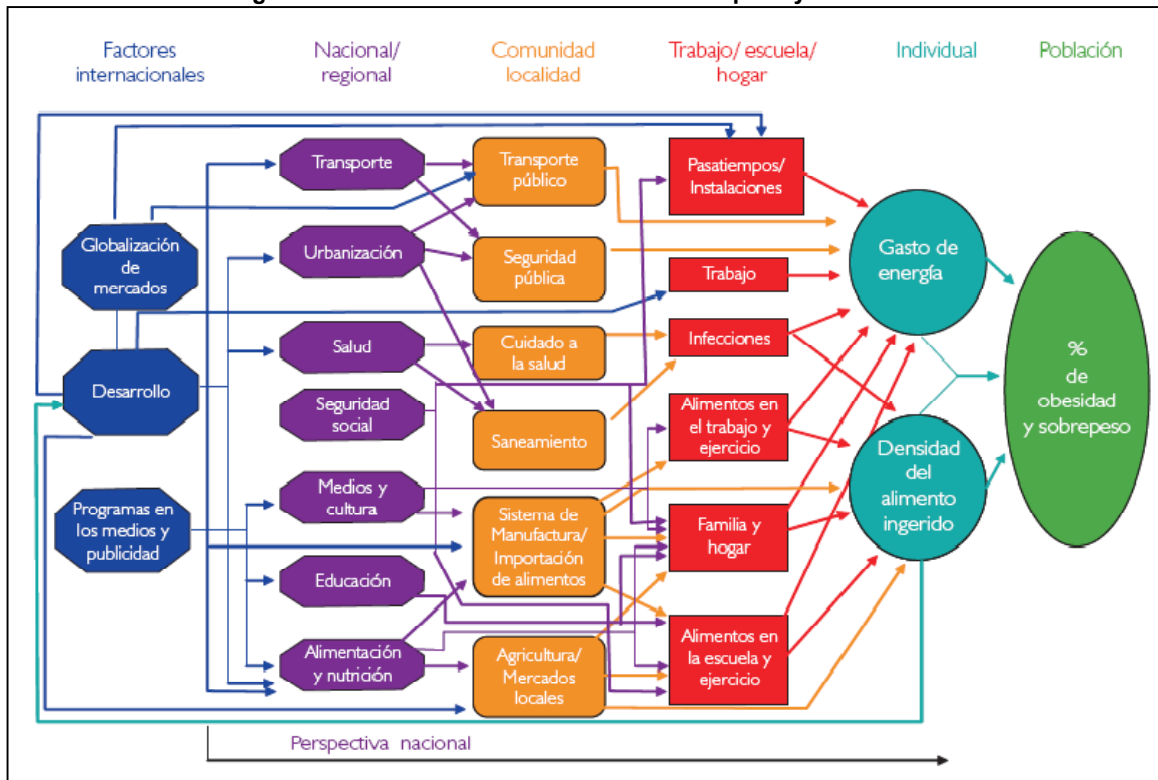 Factores
internacionales
Nacional/
regional
Comunidad
localidad
Trabajo/ escuela/
hogar
Individual
Población
Globalización
de
mercados
Desarrollo
Programas en
los medios y
publicidad
Transporte
Urbanización
Salud
Seguridad
social
Medios y
cultura
Educación
Alimentación
y nutrición
Transporte
público
Seguridad
pública
Cuidado a
la salud
Saneamiento
Sistema de
Manufactura/
Importación
de alimentos
Agricultura/
Mercados
locales
Pasatiempos/
Instalaciones
Trabajo
Infecciones
Alimentos en
el trabajo y
ejercicio
Familia y
hogar
Alimentos en
la escuela y
ejercicio
Gasto de
energía
Densidad
del
alimento
ingerido
%
de
obesidad
y sobrepeso
Perspectiva nacional